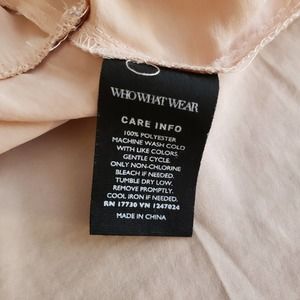 WHO WHAT WEAR
CARE INFO
100% POLYESTER
MACHINE WASH COLD
WITH LIKE COLORS.
GENTLE CYCLE.
ONLY NON-CHLORINE
BLEACH IF NEEDED.
TUMBLE DRY LOW.
REMOVE PROMPTLY.
COOL IRON IF NEEDED.
RN 17730 VN 1247024
MADE IN CHINA